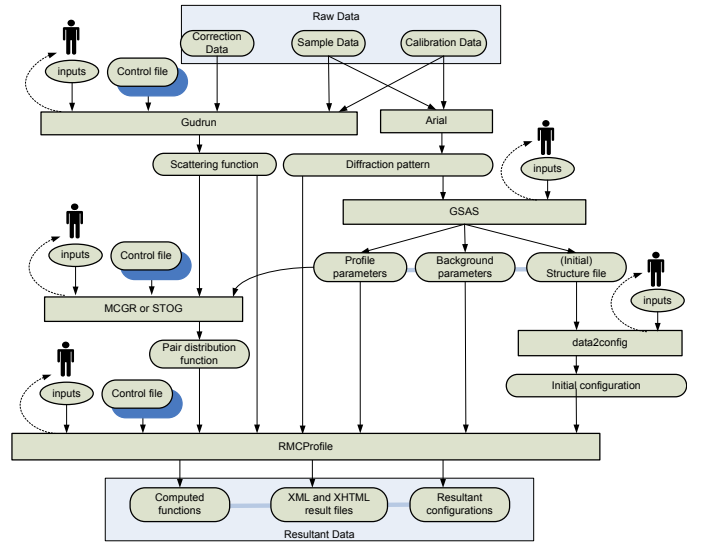 Raw Data
Correction
Data
Sample Data
Calibration Data
inputs
Control file
Gudrun
Arial
Scattering function
Diffraction pattern
inputs
GSAS
inputs
Control file
Profile
parameters
Background
parameters
(Initial)
Structure file
inputs
MCGR or STOG
data2config
Pair distribution
function
Initial configuration
inputs
Control file
RMCProfile
Computed
functions
XML and XHTML
result files
Resultant
configurations
Resultant Data